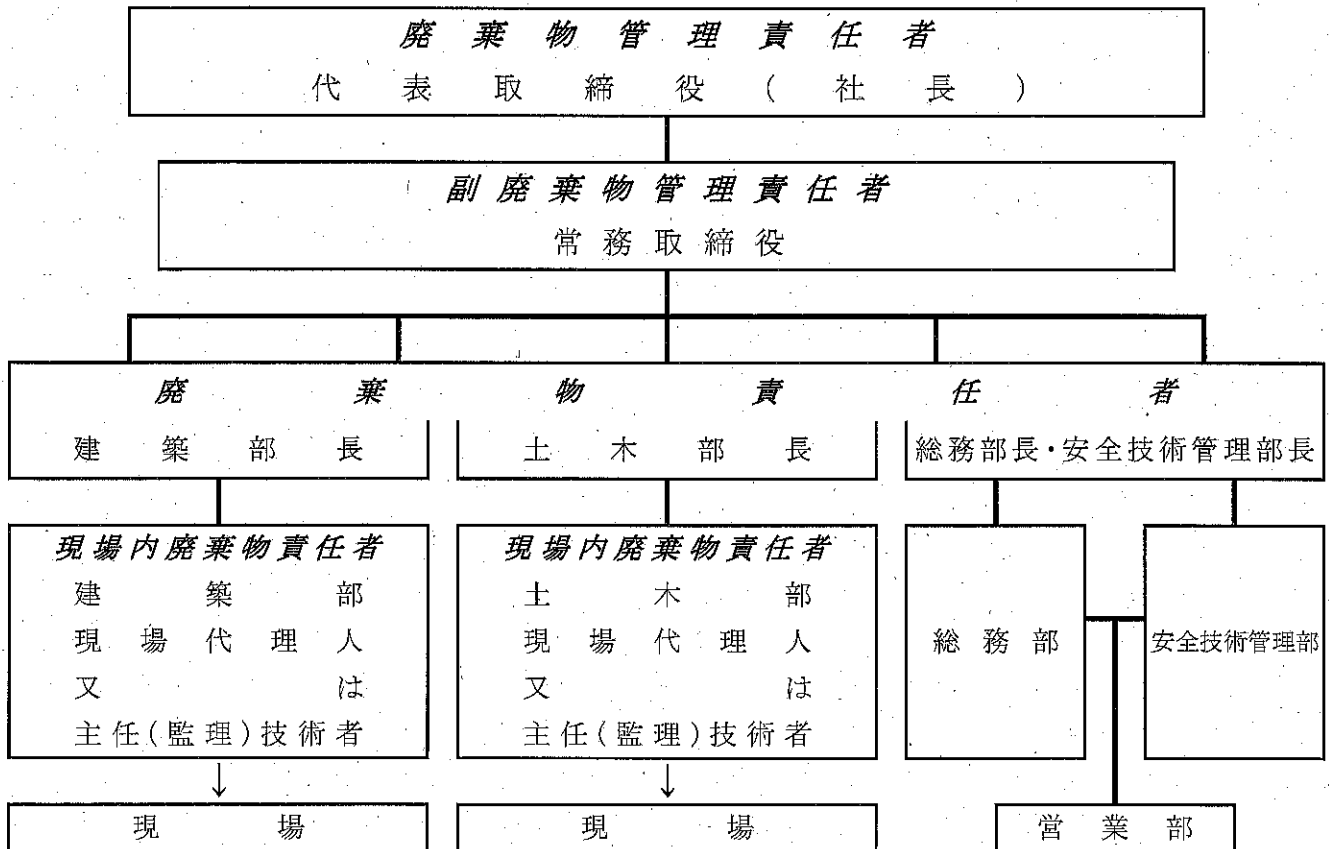 廃棄物管理責任者
代表取締役(社長)
副廃棄物管理責任者
常務取締役
廃棄物責任者
建築部長
土木部長
総務部長・安全技術管理部長
現場内廃棄物責任者
建築部
現場代理人
又は
主任(監理)技術者
現場内廃棄物責任者
土木部
現場代理人
又は
主任(監理)技術者
総務部
安全技術管理部
↓
↓
現場
現場
営業部